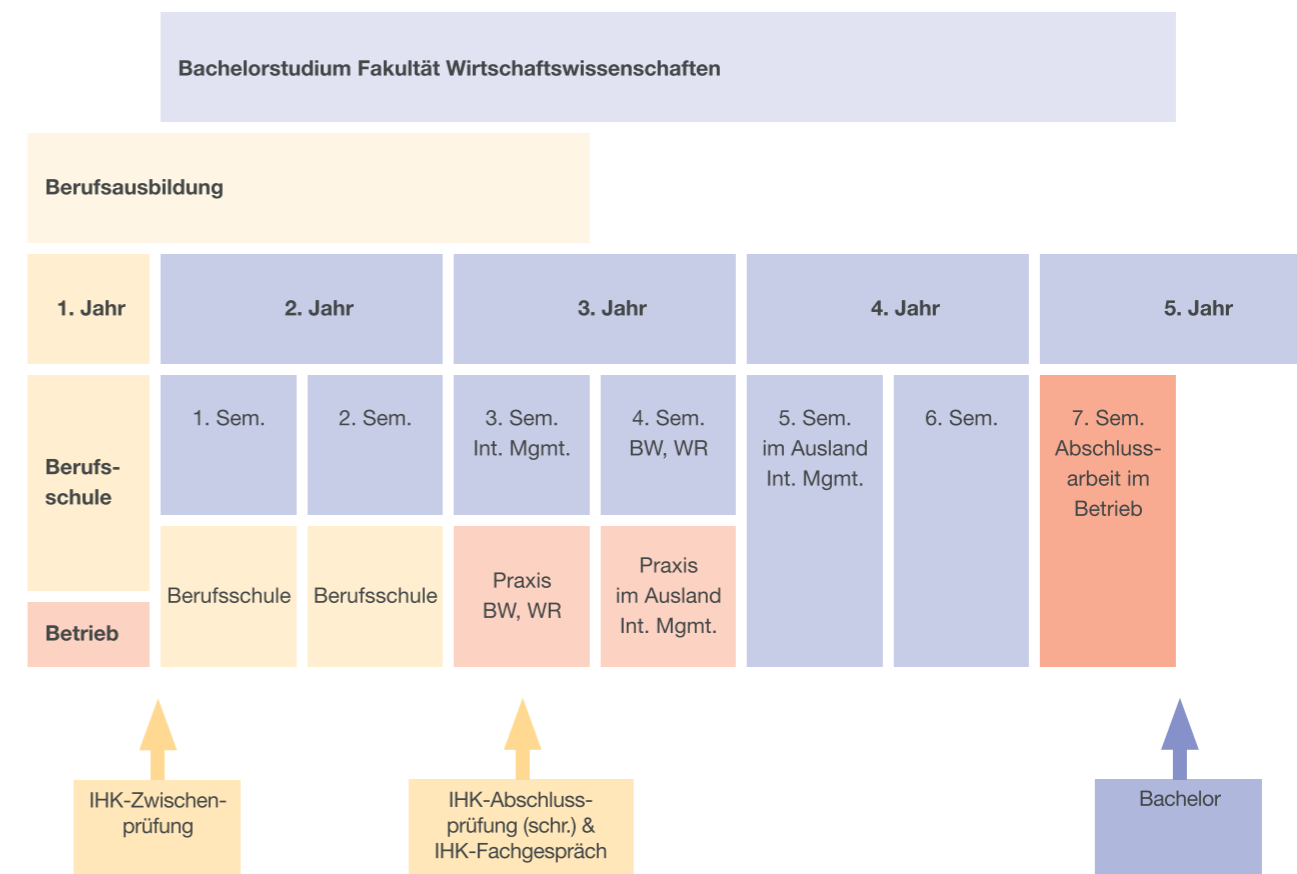 Bachelorstudium Fakultät Wirtschaftswissenschaften
Berufsausbildung
1. Jahr
2. Jahr
3. Jahr
4. Jahr
5. Jahr
Berufs-
schule
Betrieb
1. Sem.
2. Sem.
3. Sem.
Int. Mgmt.
4. Sem.
BW, WR
5. Sem.
im Ausland
Int. Mgmt.
6. Sem.
7. Sem.
Abschluss-
arbeit im
Betrieb
Berufsschule
Berufsschule
Praxis
BW, WR
Praxis
im Ausland
Int. Mgmt.
IHK-Zwischen-
prüfung
IHK-Abschluss-
prüfung (schr.) &
IHK-Fachgespräch
Bachelor